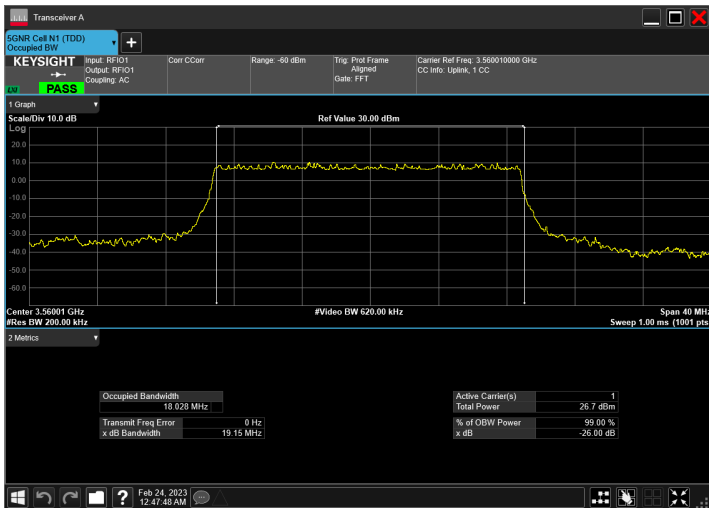 Transceiver A
5GNR Cell N1 (TDD)
Occupied BW
KEYSIGHT
Input: RFIO1
Output: RFIO1
Coupling: AC
Corr CCorr
Range: -60 dBm
Trig: Prot Frame
Aligned
Gate: FFT
Carrier Ref Freq: 3.560010000 GHz
CC Info: Uplink, 1 CC
LXI
PASS
1 Graph
Scale/Div 10.0 dB
Ref Value 30.00 dBm
Log
20.0
10.0
0.00
-10.0
-20.0
-30.0
-40.0
-50.0
-60.0
Center 3.56001 GHz
#Video BW 620.00 kHz
Span 40 MHz
#Res BW 200.00 kHz
Sweep 1.00 ms (1001 pts
2 Metrics
Occupied Bandwidth
18.028 MHz
Transmit Freq Error 0 Hz
x dB Bandwidth 19.15 MHz
Active Carrier(s) 1
Total Power 26.7 dBm
% of OBW Power 99.00 %
x dB -26.00 dB
?
Feb 24, 2023
12:47:48 AM